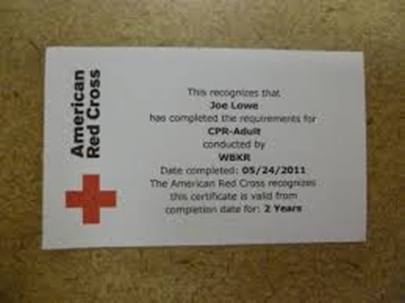 American
Red Cross
This recognizes that
Joe Lowe
has completed the requirements for
CPR-Adult
conducted by
WBKR
Date completed: 05/24/2011
The American Red Cross recognizes
this certificate is valid from
completion date for: 2 Years